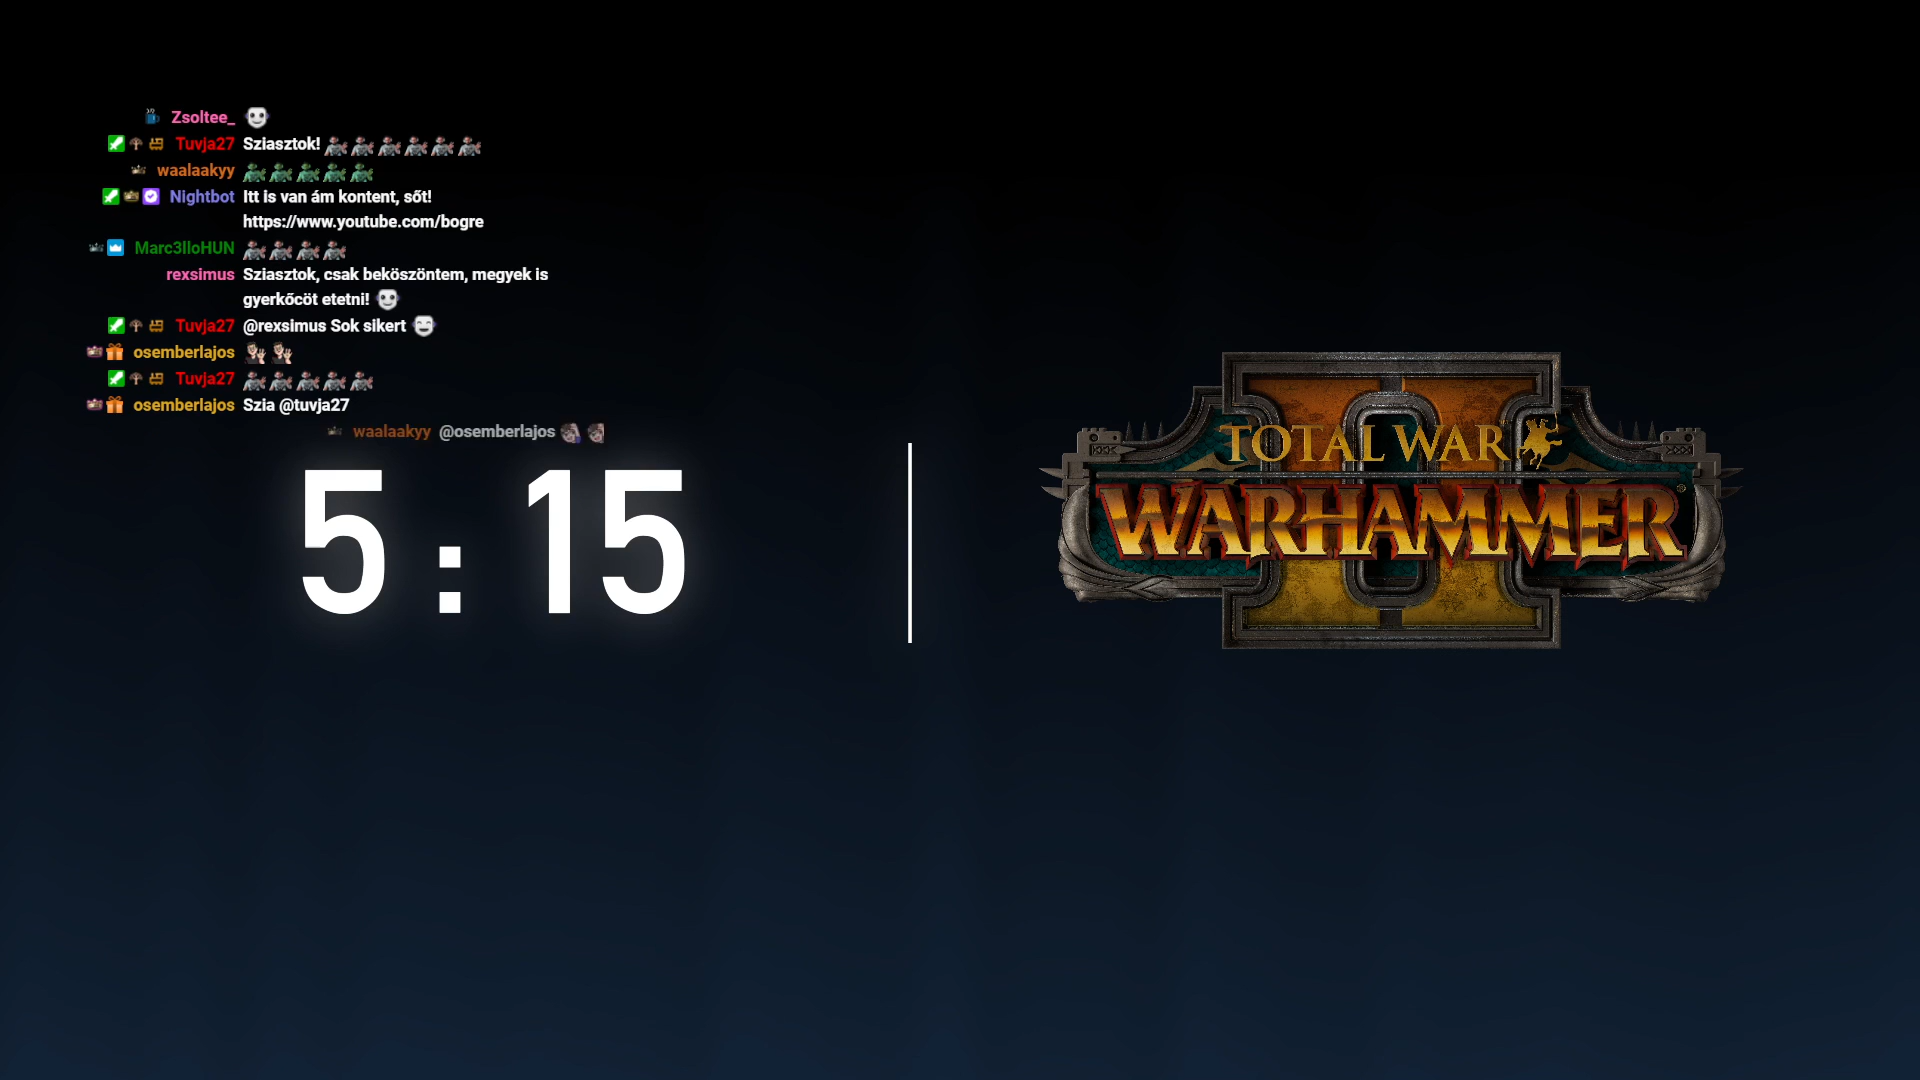 Zsoltee_
Tuvja27 Sziasztok!
waalaakyy
Nightbot Itt is van ám kontent, sőt!
https://www.youtube.com/bogre
Marc3lloHUN
rexsimus Sziasztok, csak beköszöntem, megyek is
gyerkőcöt etetni!
Tuvja27 @rexsimus Sok sikert
osemberlajos
Tuvja27
osemberlajos Szia @tuvja27
waalaakyy @osemberlajos
5:15
TOTAL WAR
WARHAMMER®
II